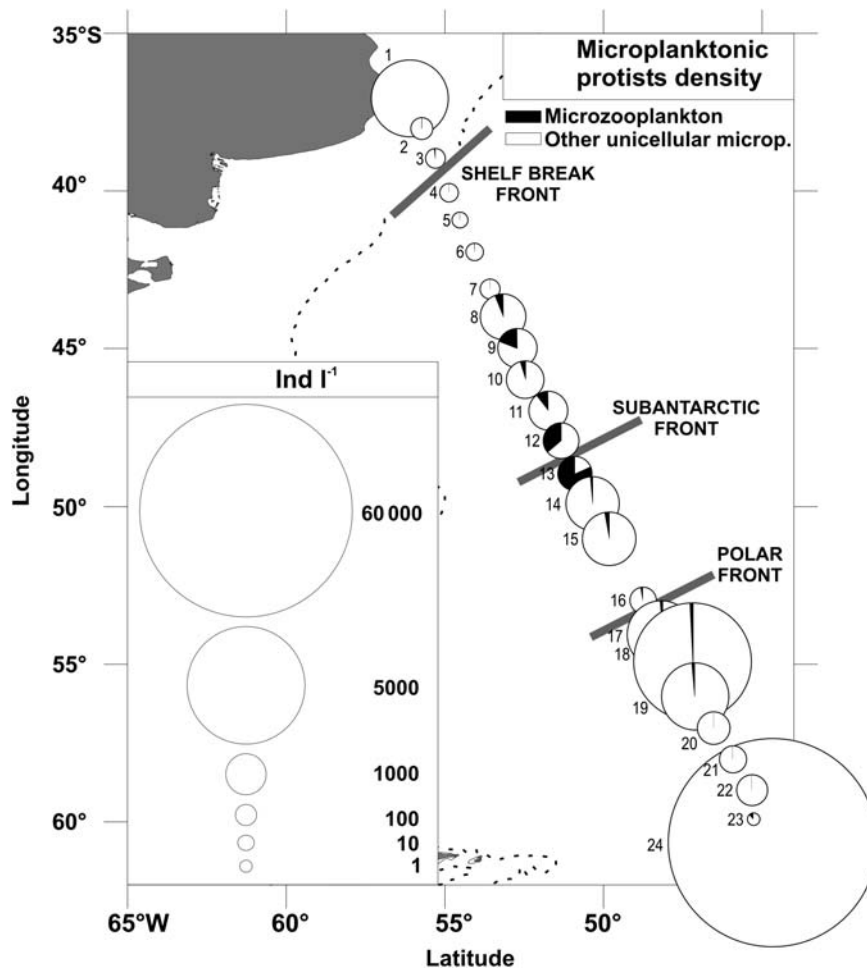 35°S
Microplanktonic
protists density
Microzooplankton
Other unicellular microp.
1
2
3
SHELF BREAK
FRONT
40°
4
5
6
7
8
45°
9
Ind l⁻¹
10
11
SUBANTARCTIC
FRONT
12
13
Longitude
50°
60 000
14
15
POLAR
FRONT
16
17
18
55°
5000
19
20
21
1000
22
100
23
60°
10
24
1
65°W
60°
55°
50°
Latitude